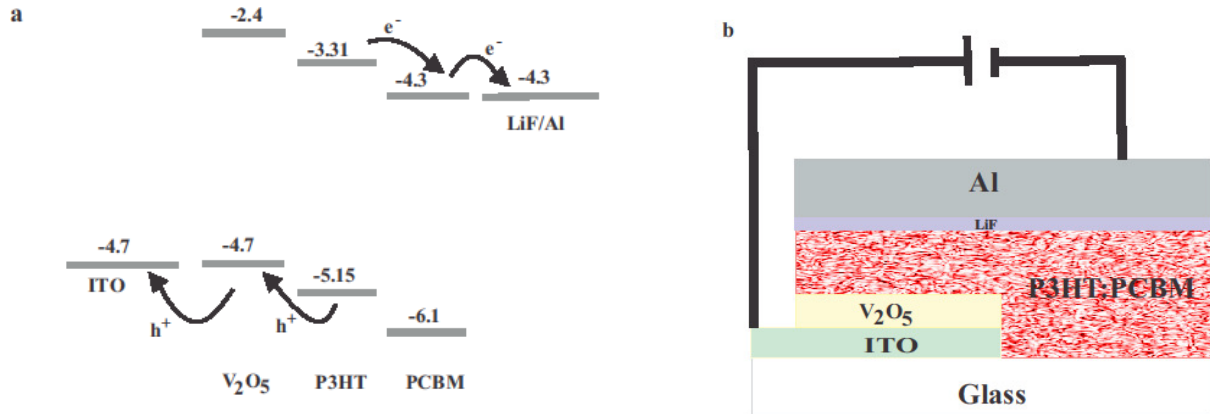 a
-2.4
-3.31
e-
e-
-4.3
-4.3
LiF/Al
-4.7
-4.7
ITO
-5.15
h+
h+
-6.1
V2O5
P3HT
PCBM
b
Al
LiF
P3HT:PCBM
V2O5
ITO
Glass